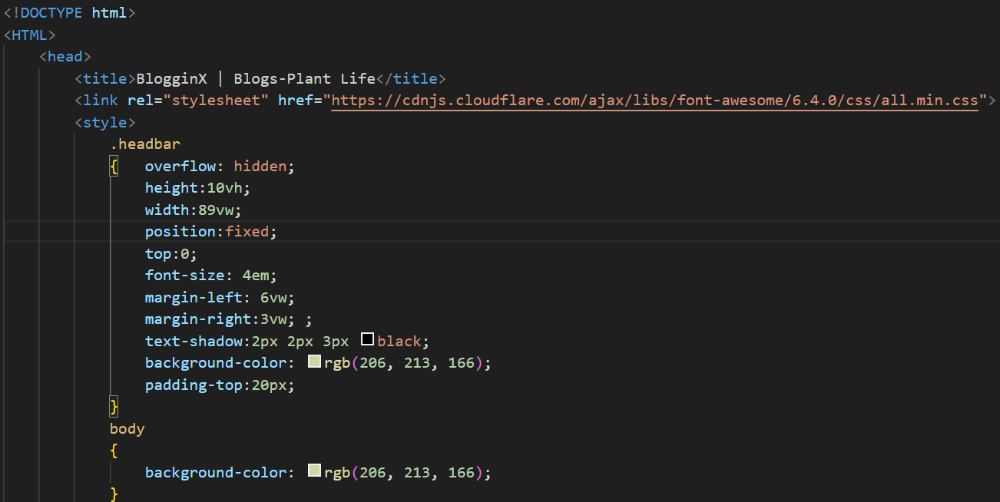 <!DOCTYPE html>
<HTML>
<head>
<title>BlogginX | Blogs-Plant Life</title>
<link rel="stylesheet" href="https://cdnjs.cloudflare.com/ajax/libs/font-awesome/6.4.0/css/all.min.css">
<style>
.headbar
{   overflow: hidden;
height:10vh;
width:89vw;
position:fixed;
top:0;
font-size: 4em;
margin-left: 6vw;
margin-right:3vw; ;
text-shadow:2px 2px 3px black;
background-color: rgb(206, 213, 166);
padding-top:20px;
}
body
{
background-color: rgb(206, 213, 166);
}